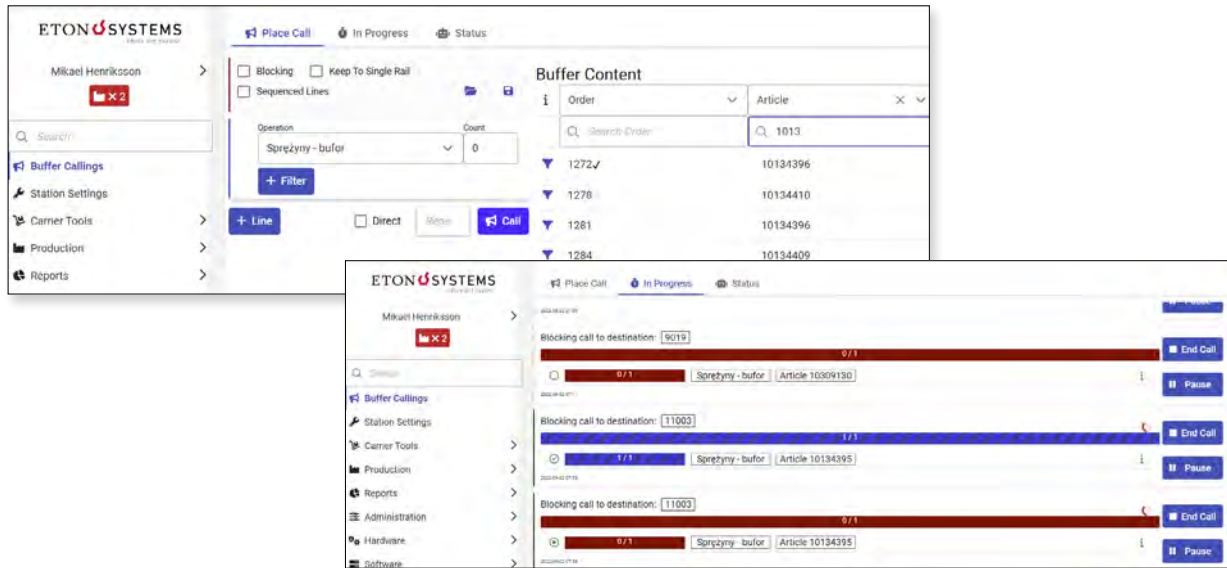 ETON SYSTEMS
Place Call In Progress Status
Mikael Henriksson
× 2
Search
Buffer Callings
Station Settings
Carrier Tools
Production
Reports
Blocking Keep To Single Rail
Sequenced Lines
Operation Count
Sprężyny - bufor 0
+ Filter
+ Line Direct Call
Buffer Content
i Order Article
Search Order 1013
1272✓ 10134396
1278 10134410
1281 10134396
1284 10134409
ETON SYSTEMS
Place Call In Progress Status
Mikael Henriksson
× 2
Buffer Callings
Station Settings
Carrier Tools
Production
Reports
Administration
Hardware
Software
Pause
Blocking call to destination: 9019
0/1
End Call
0/1 Sprężyny - bufor Article 10309130 i
Pause
Blocking call to destination: 11003
1/1
End Call
1/1 Sprężyny - bufor Article 10134395 i
Pause
Blocking call to destination: 11003
0/1
End Call
0/1 Sprężyny - bufor Article 10134395 i
Pause